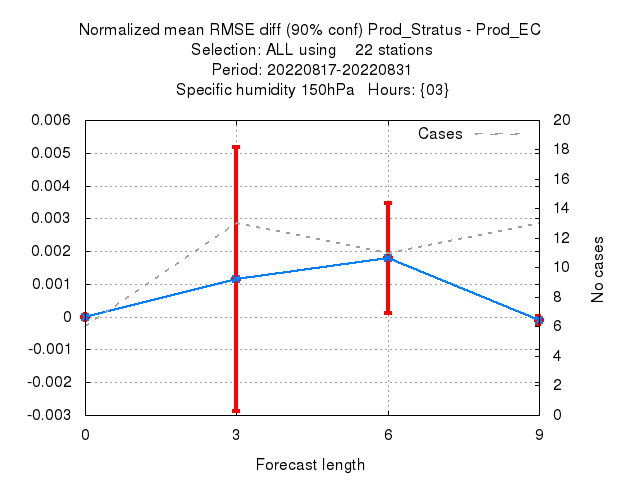 Normalized mean RMSE diff (90% conf) Prod_Stratus - Prod_EC
Selection: ALL using    22 stations
Period: 20220817-20220831
Specific humidity 150hPa   Hours: {03}
Cases
0.006
0.005
0.004
0.003
0.002
0.001
0
-0.001
-0.002
-0.003
20
18
16
14
12
10
8
6
4
2
0
No cases
0 3 6 9
Forecast length